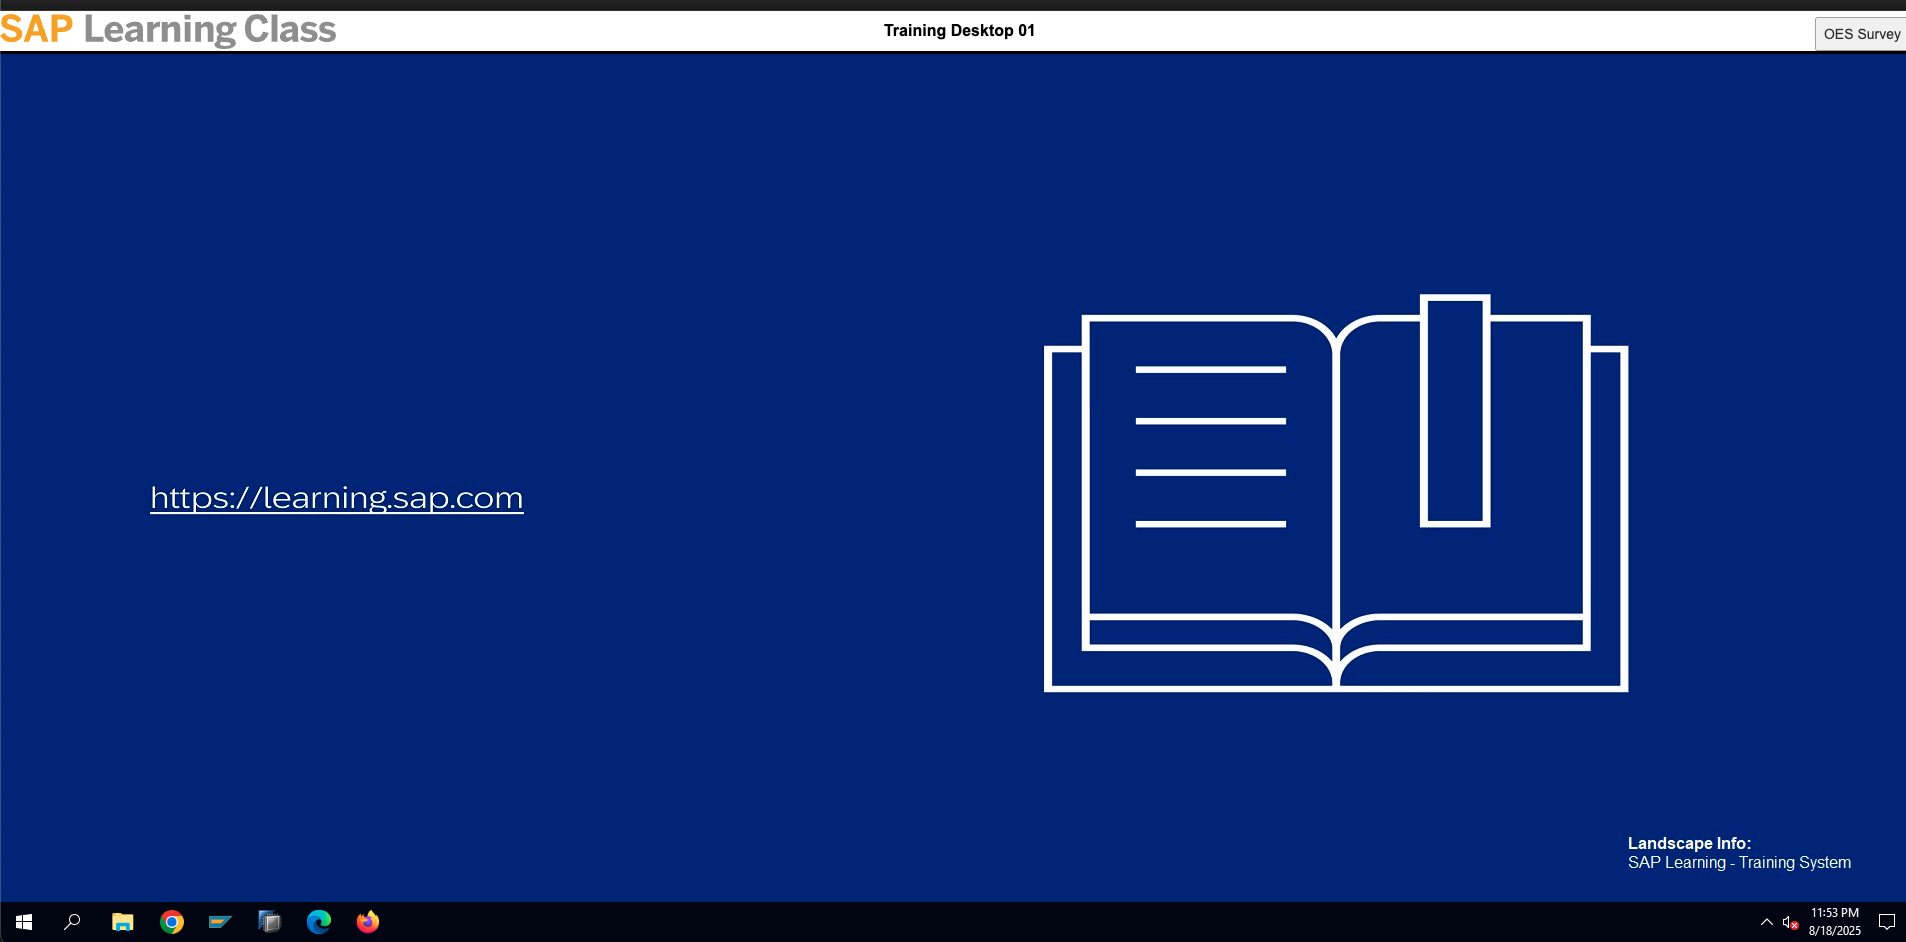 SAP Learning Class
Training Desktop 01
OES Survey
https://learning.sap.com
Landscape Info:
SAP Learning - Training System
11:53 PM
8/18/2025